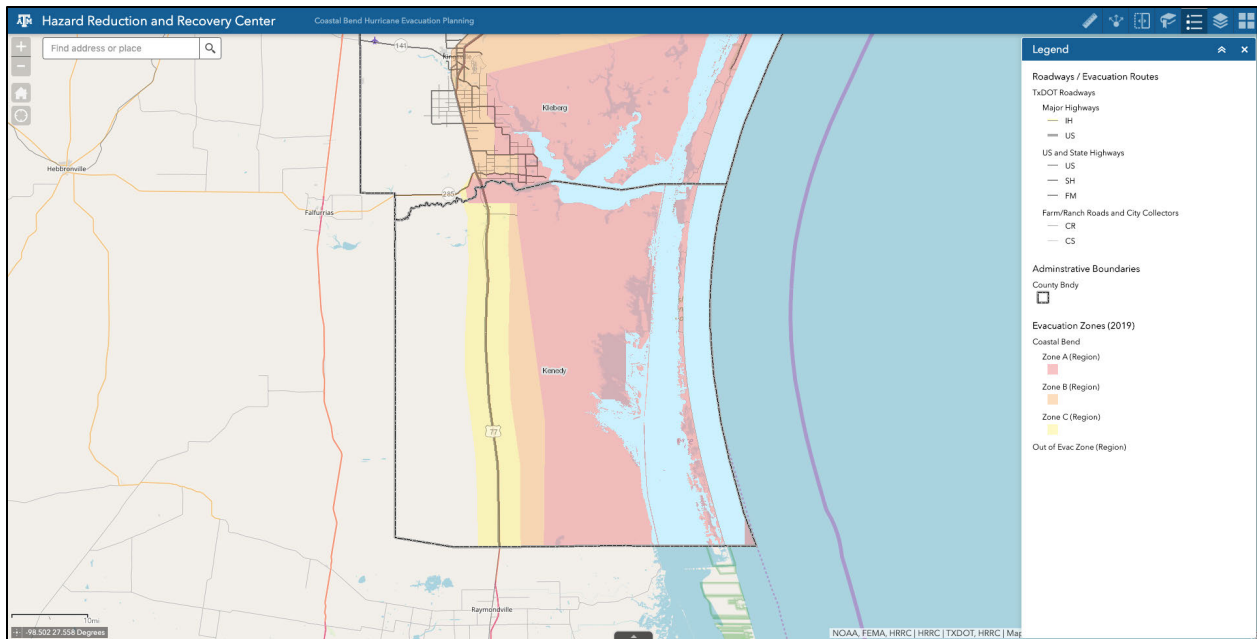 Hazard Reduction and Recovery Center
Coastal Bend Hurricane Evacuation Planning
Find address or place
141
Kleberg
Hebbronville
285
Falfurrias
Kenedy
77
Raymondville
-98.502 27.558 Degrees
NOAA, FEMA, HRRC | HRRC | TXDOT, HRRC | Map
Legend
Roadways / Evacuation Routes
TxDOT Roadways
Major Highways
IH
US
US and State Highways
US
SH
FM
Farm/Ranch Roads and City Collectors
CR
CS
Adminstrative Boundaries
County Bndy
Evacuation Zones (2019)
Coastal Bend
Zone A (Region)
Zone B (Region)
Zone C (Region)
Out of Evac Zone (Region)